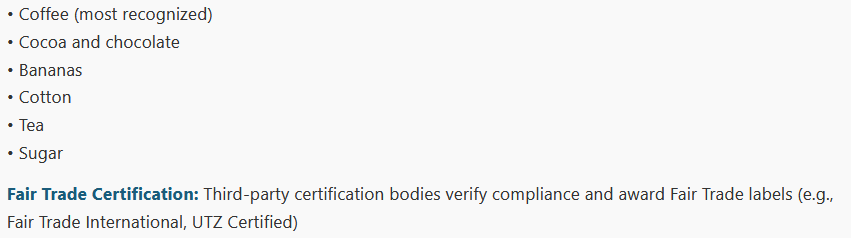 • Coffee (most recognized)
• Cocoa and chocolate
• Bananas
• Cotton
• Tea
• Sugar
Fair Trade Certification: Third-party certification bodies verify compliance and award Fair Trade labels (e.g.,
Fair Trade International, UTZ Certified)